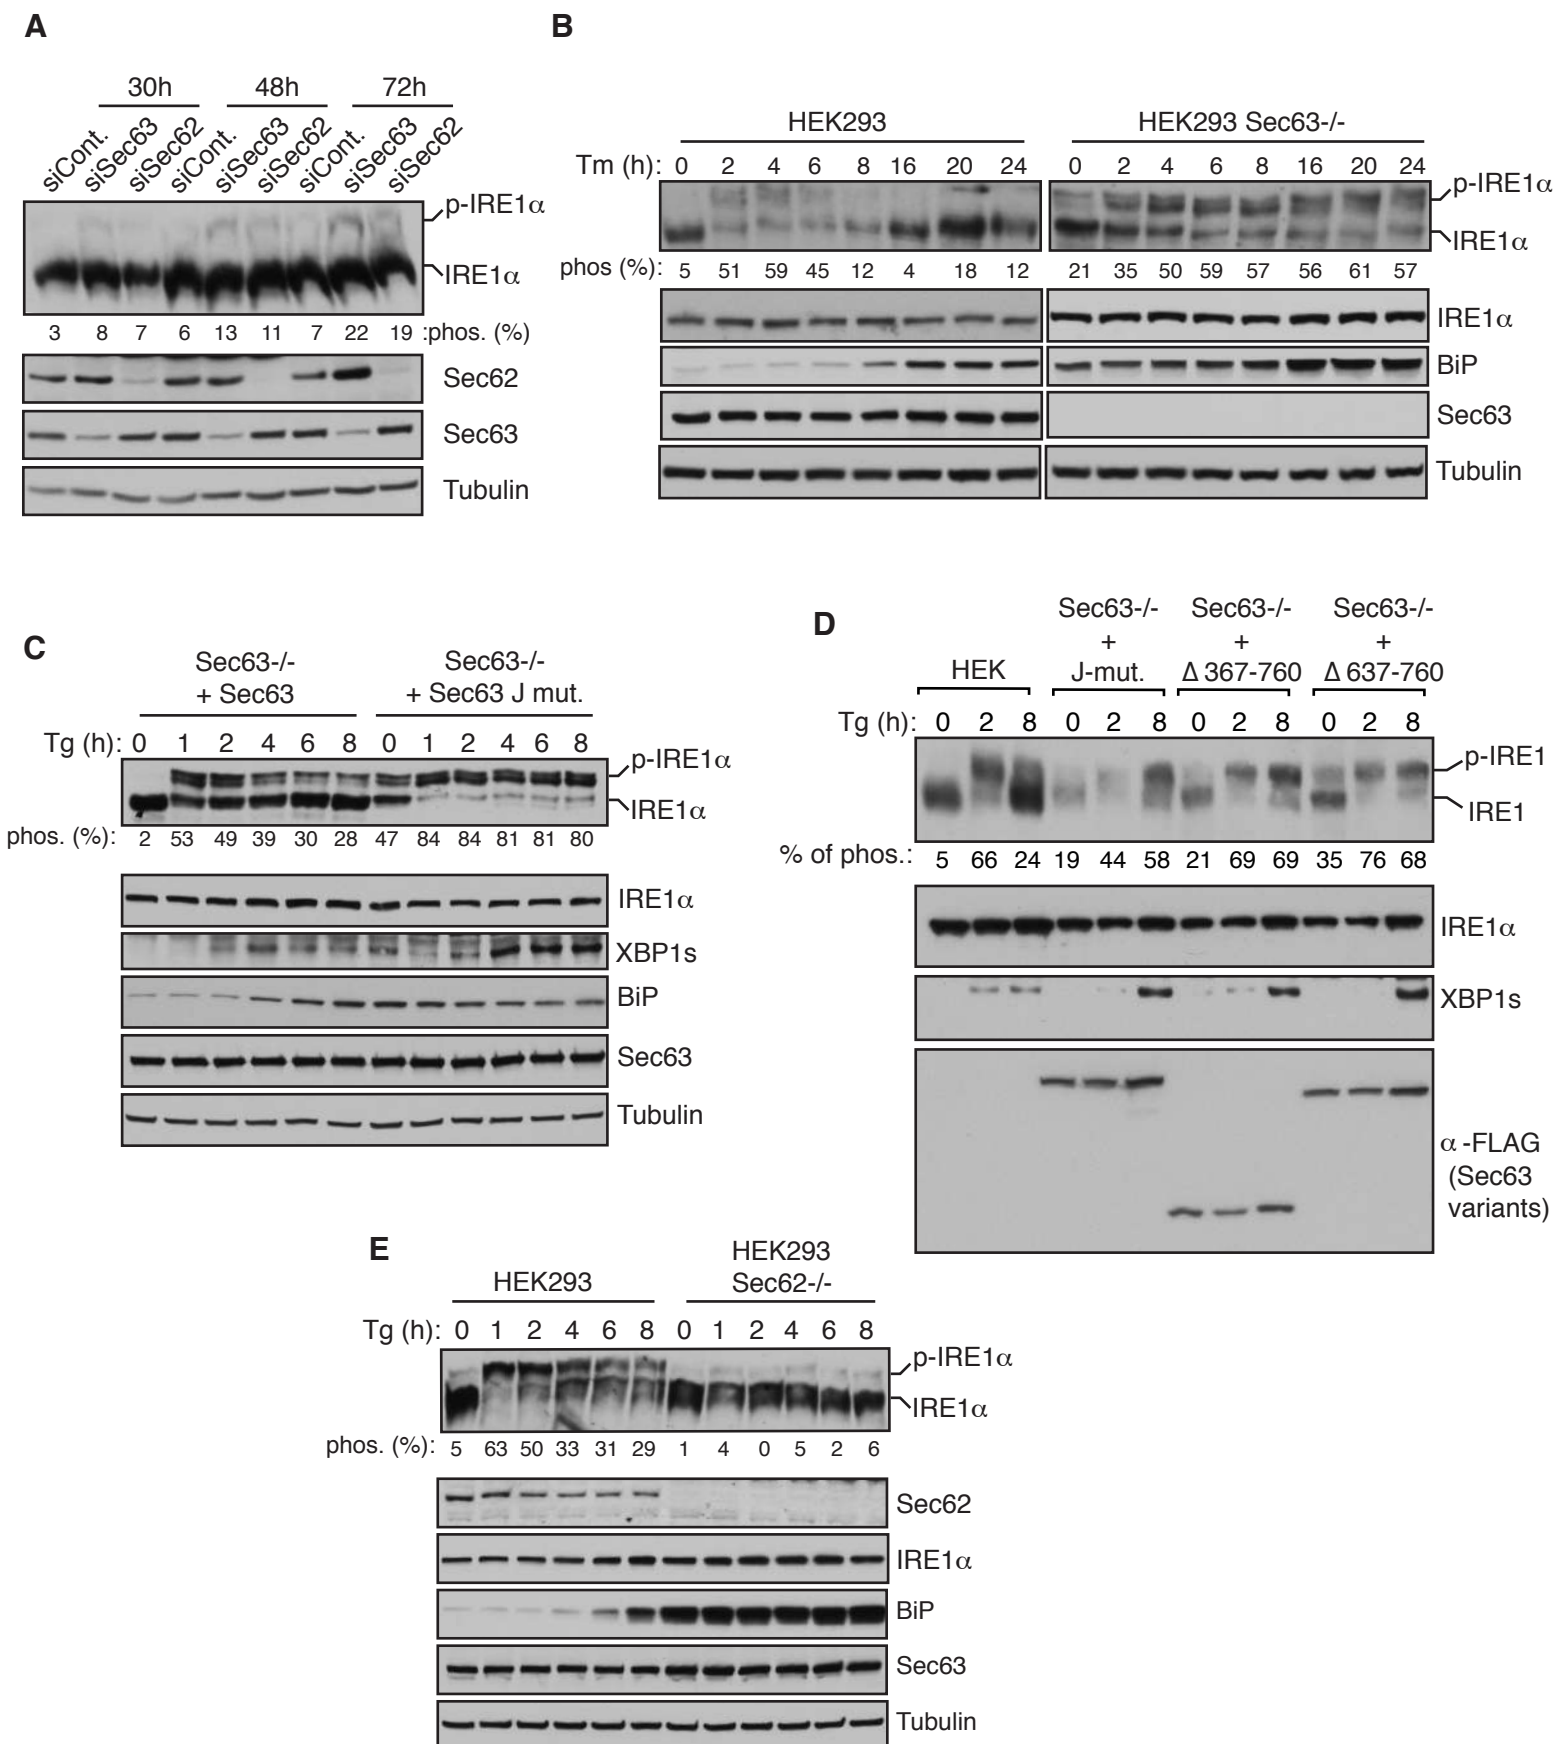 A
30h 48h 72h
siCont. siSec63 siSec62 siCont. siSec63 siSec62 siCont. siSec63 siSec62
p-IRE1α
IRE1α
3 8 7 6 13 11 7 22 19 :phos. (%)
Sec62
Sec63
Tubulin
B
HEK293 HEK293 Sec63-/-
Tm (h): 0 2 4 6 8 16 20 24 0 2 4 6 8 16 20 24
p-IRE1α
IRE1α
phos (%): 5 51 59 45 12 4 18 12 21 35 50 59 57 56 61 57
IRE1α
BiP
Sec63
Tubulin
C
Sec63-/- Sec63-/-
+ Sec63 + Sec63 J mut.
Tg (h): 0 1 2 4 6 8 0 1 2 4 6 8
p-IRE1α
IRE1α
phos. (%): 2 53 49 39 30 28 47 84 84 81 81 80
IRE1α
XBP1s
BiP
Sec63
Tubulin
D
Sec63-/- Sec63-/- Sec63-/-
+ + +
HEK J-mut. Δ 367-760 Δ 637-760
Tg (h): 0 2 8 0 2 8 0 2 8 0 2 8
p-IRE1
IRE1
% of phos.: 5 66 24 19 44 58 21 69 69 35 76 68
IRE1α
XBP1s
α -FLAG
(Sec63
variants)
E
HEK293 HEK293
Sec62-/-
Tg (h): 0 1 2 4 6 8 0 1 2 4 6 8
p-IRE1α
IRE1α
phos. (%): 5 63 50 33 31 29 1 4 0 5 2 6
Sec62
IRE1α
BiP
Sec63
Tubulin